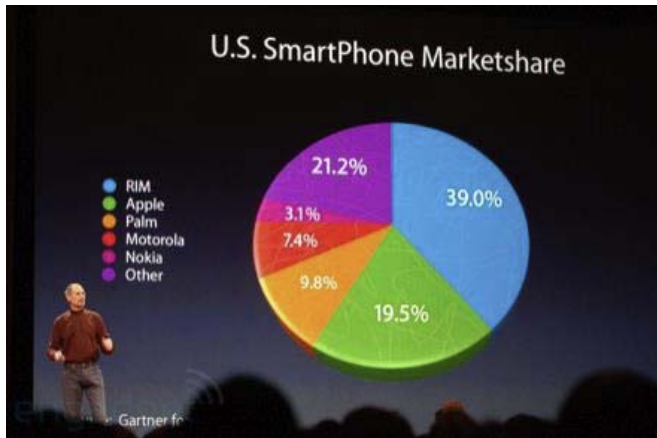 U.S. SmartPhone Marketshare
RIM
Apple
Palm
Motorola
Nokia
Other
39.0%
19.5%
9.8%
7.4%
3.1%
21.2%
Gartner